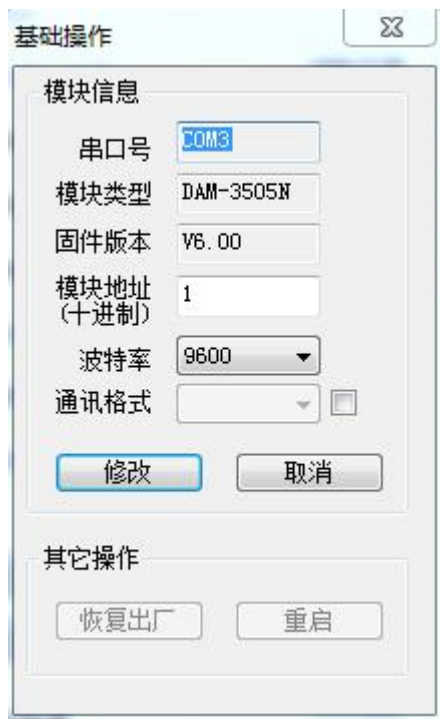 基础操作
模块信息
串口号 COM3
模块类型 DAM-3505N
固件版本 V6.00
模块地址 1
(十进制)
波特率 9600
通讯格式
修改 取消
其它操作
恢复出厂 重启